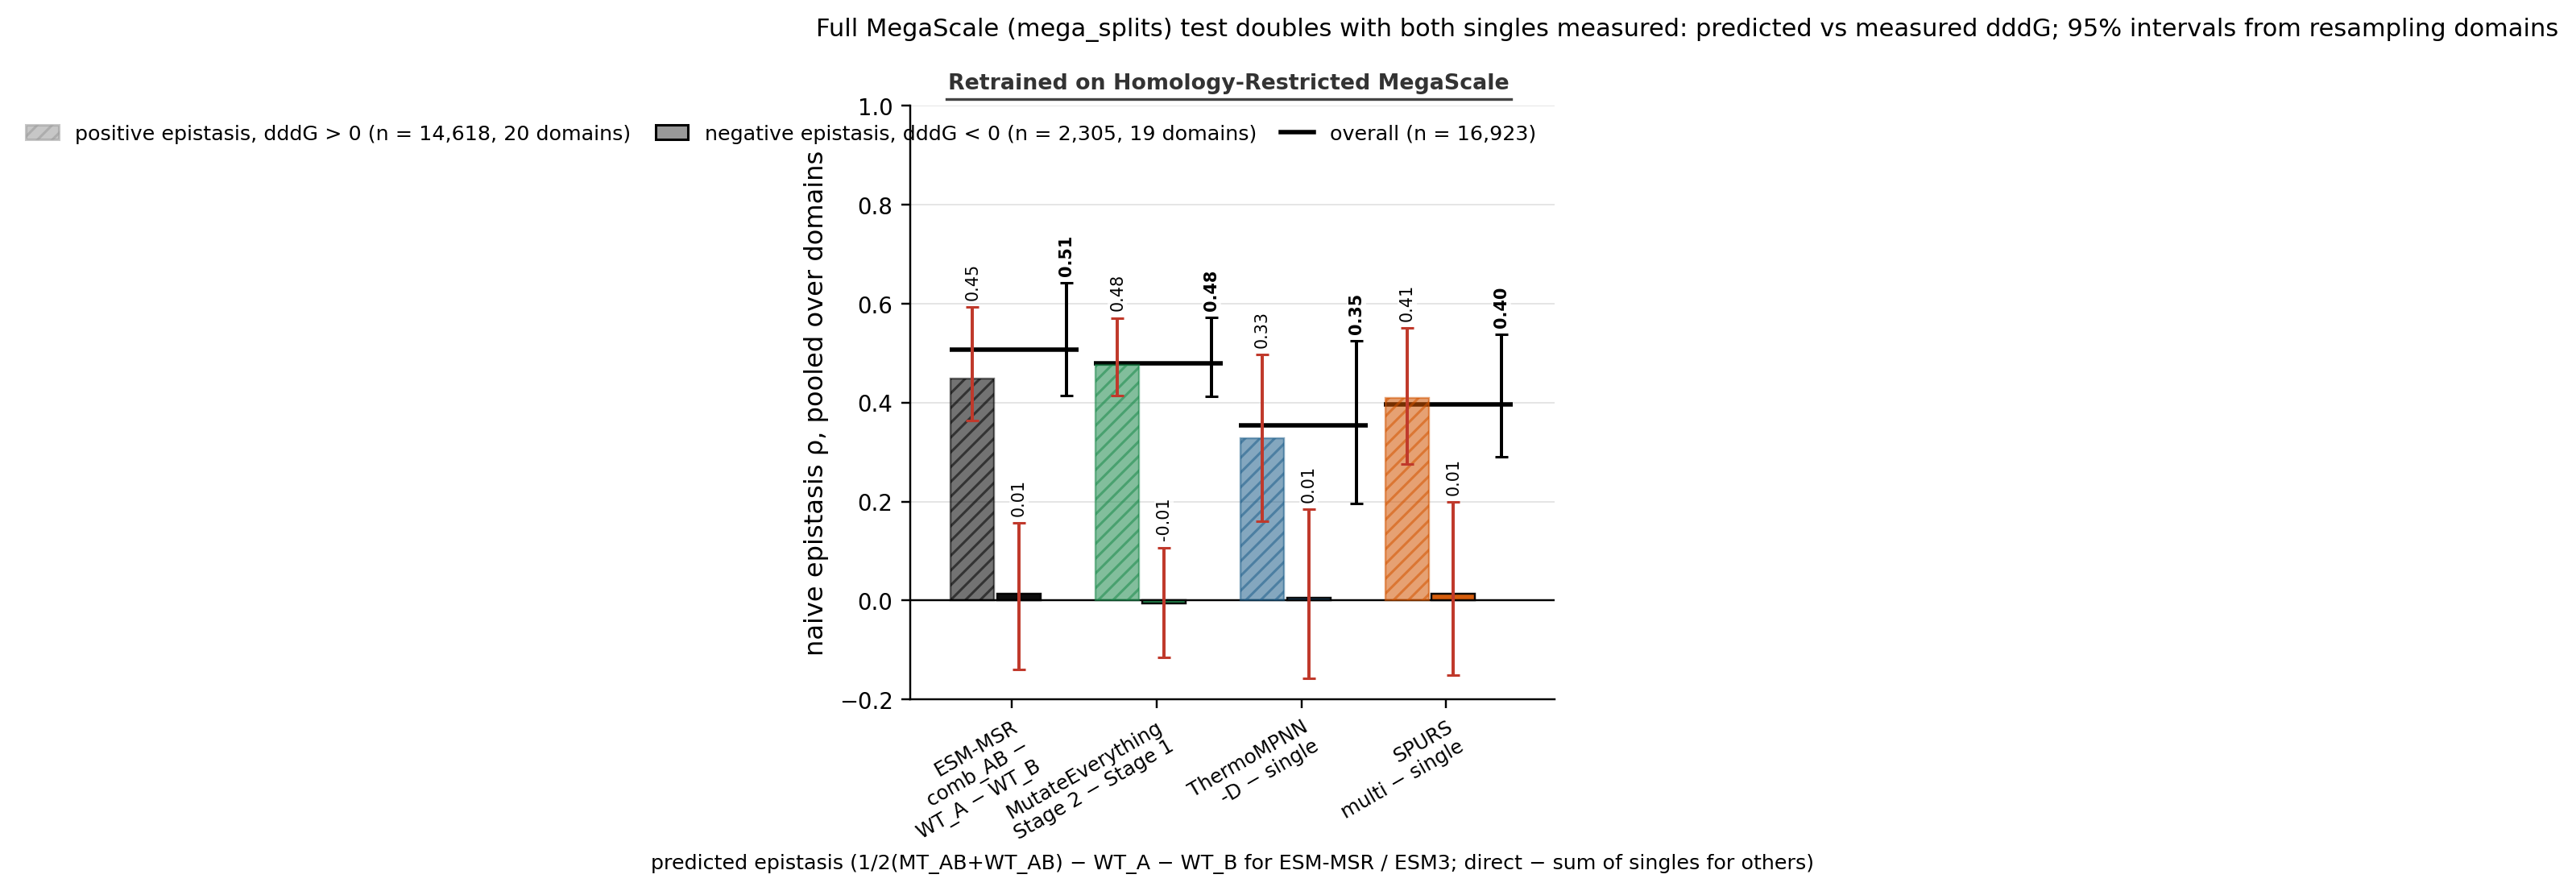 Full MegaScale (mega_splits) test doubles with both singles measured: predicted vs measured dddG; 95% intervals from resampling domains
Retrained on Homology-Restricted MegaScale
positive epistasis, dddG > 0 (n = 14,618, 20 domains)
negative epistasis, dddG < 0 (n = 2,305, 19 domains)
overall (n = 16,923)
naive epistasis ρ, pooled over domains
1.0
0.8
0.6
0.4
0.2
0.0
−0.2
0.45
0.01
0.51
0.48
-0.01
0.48
0.33
0.01
0.35
0.41
0.01
0.40
ESM-MSR
comb_AB −
WT_A − WT_B
MutateEverything
Stage 2 − Stage 1
ThermoMPNN
-D − single
SPURS
multi − single
predicted epistasis (1/2(MT_AB+WT_AB) − WT_A − WT_B for ESM-MSR / ESM3; direct − sum of singles for others)